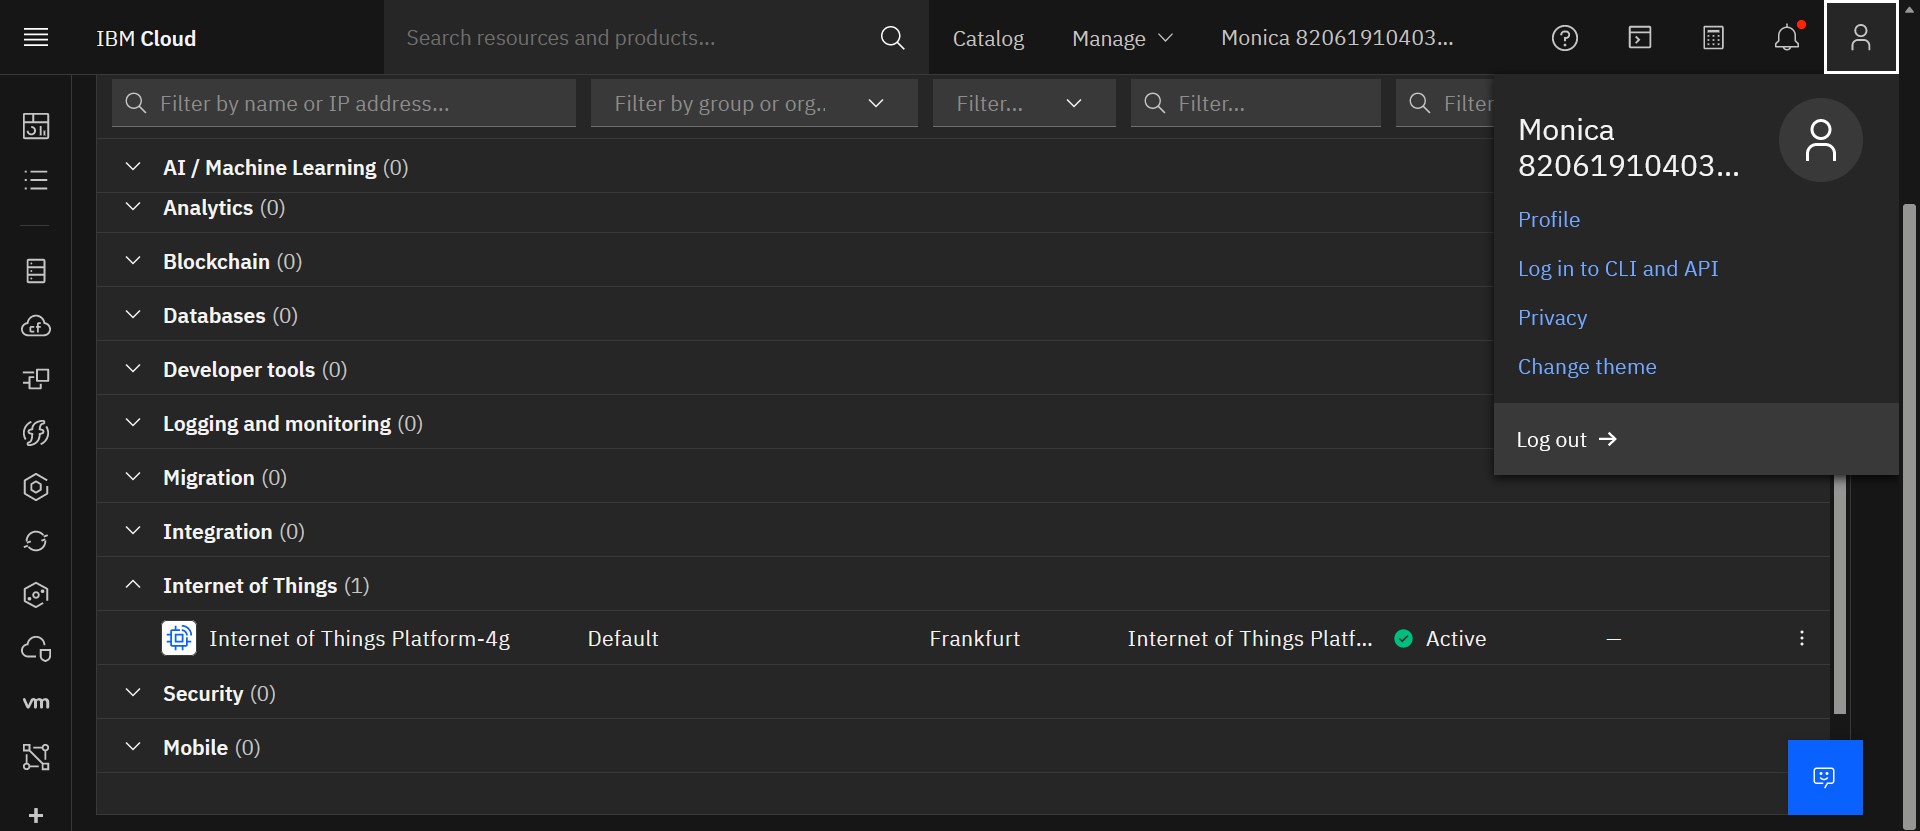 IBM Cloud
Search resources and products...
Catalog
Manage
Monica 82061910403...
Filter by name or IP address...
Filter by group or org..
Filter...
Filter...
Filter
AI / Machine Learning (0)
Analytics (0)
Blockchain (0)
Databases (0)
Developer tools (0)
Logging and monitoring (0)
Migration (0)
Integration (0)
Internet of Things (1)
Internet of Things Platform-4g Default Frankfurt Internet of Things Platf... Active —
Security (0)
Mobile (0)
Monica
82061910403...
Profile
Log in to CLI and API
Privacy
Change theme
Log out →
cf
vm